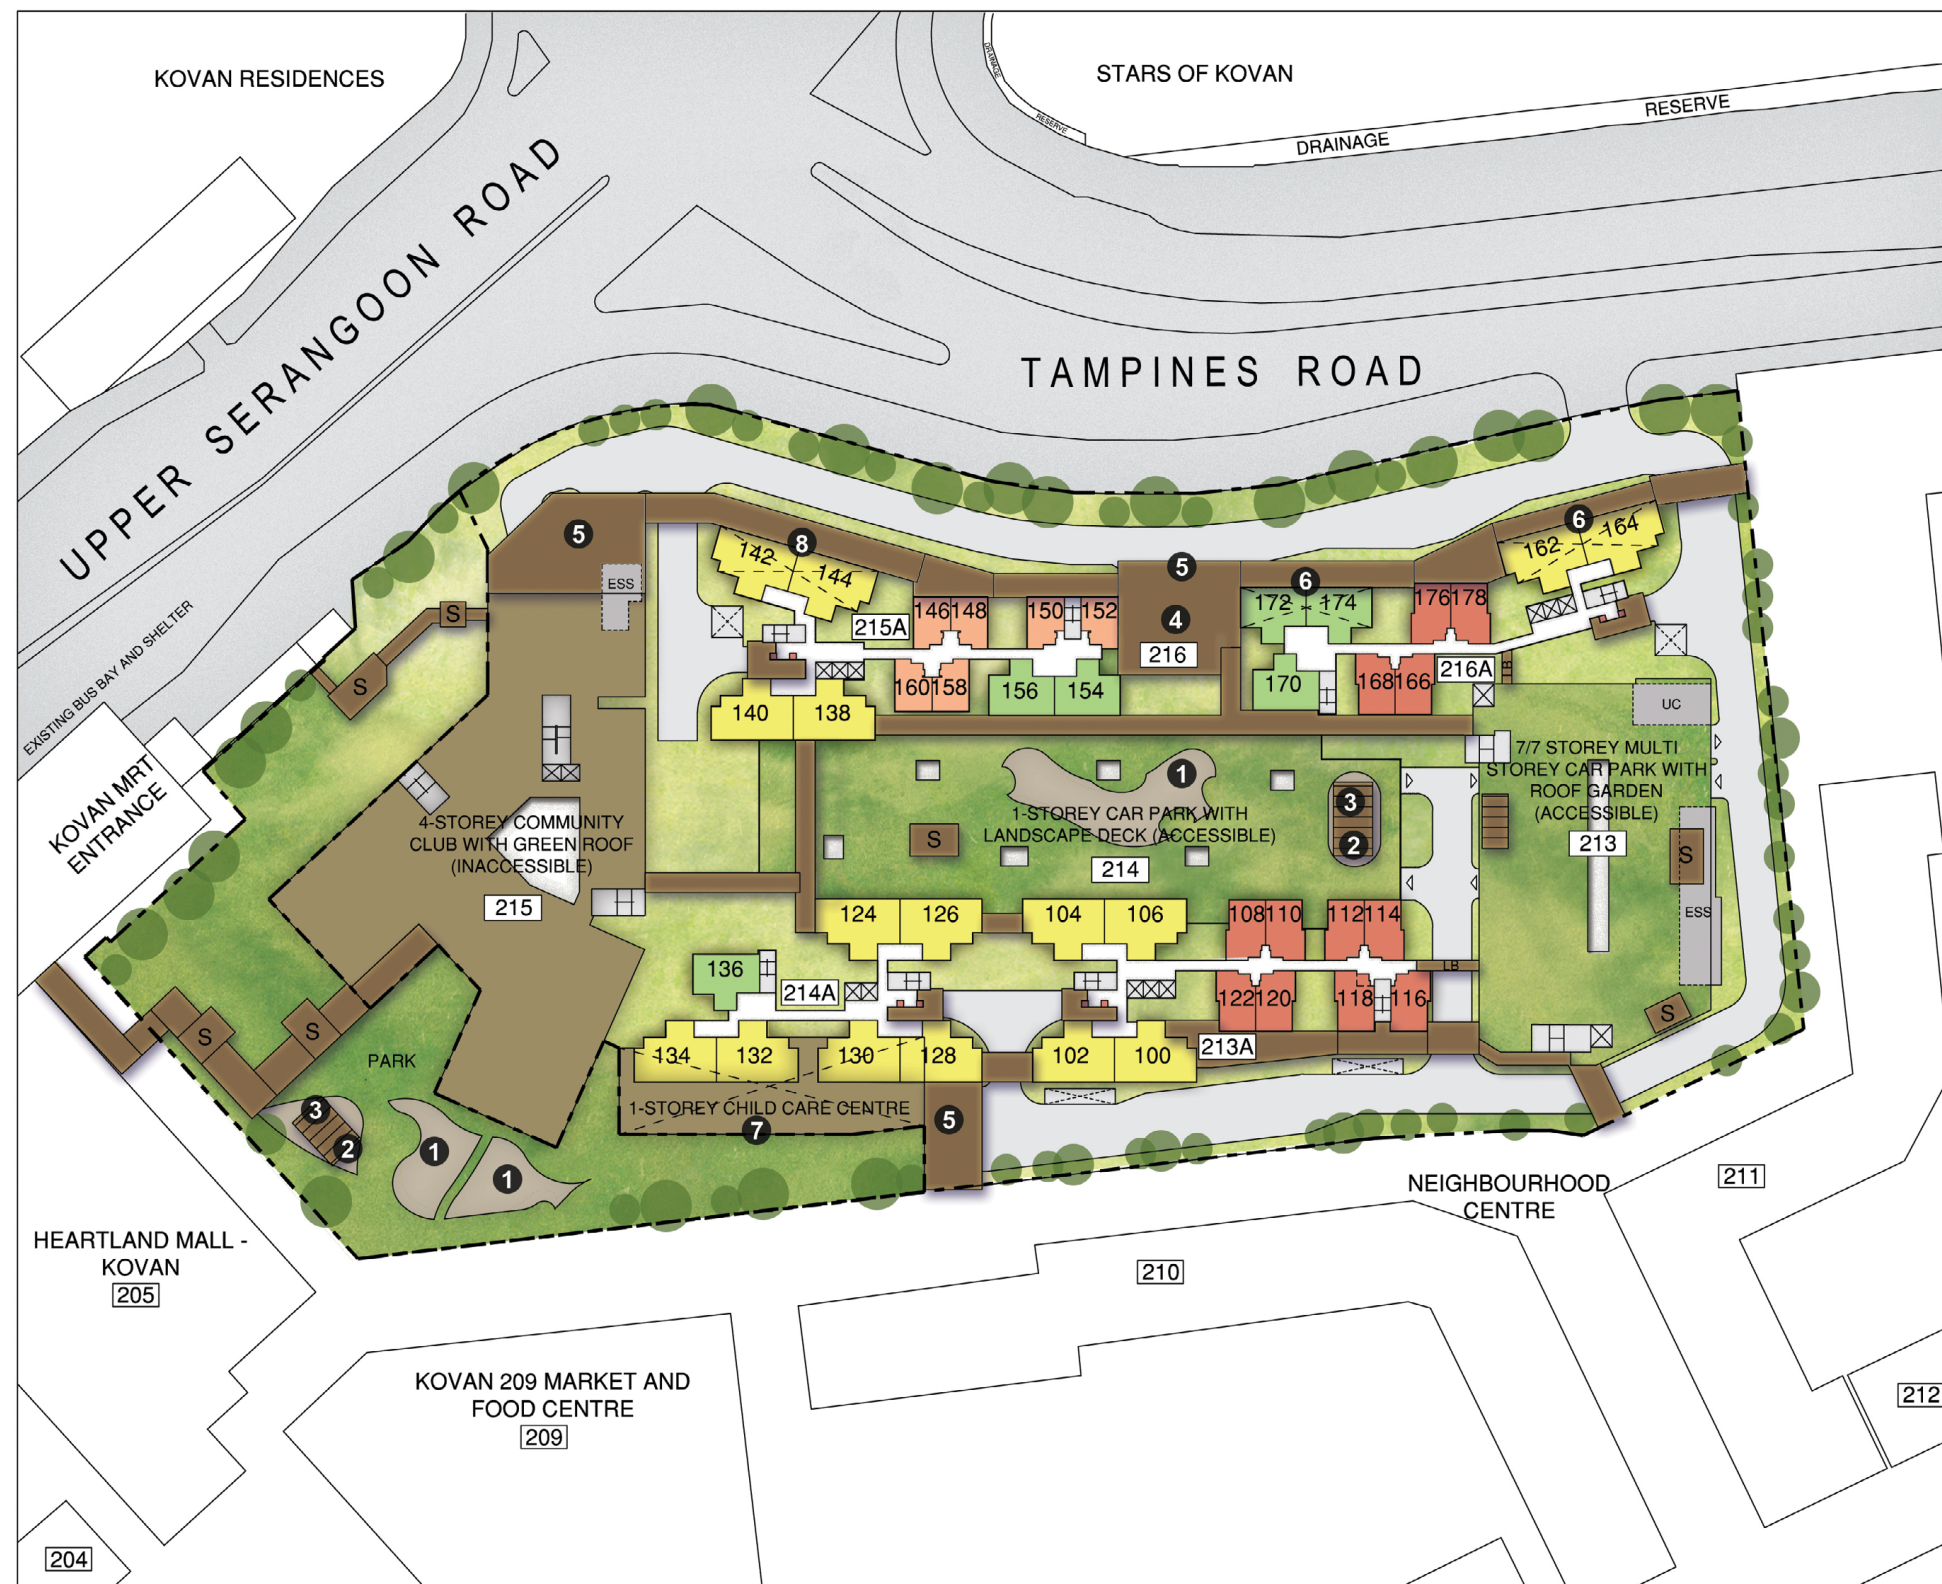 KOVAN RESIDENCES
STARS OF KOVAN
DRAINAGE
RESERVE
DRAINAGE
RESERVE
UPPER SERANGOON ROAD
TAMPINES ROAD
EXISTING BUS BAY AND SHELTER
KOVAN MRT
ENTRANCE
5
ESS
S
S
142
8
144
215A
146 148
150 152
5
4
216
6
172 174
176 178
6
162 164
160 158
156 154
170
168 166
216A
LB
140 138
UC
7/7 STOREY MULTI
STOREY CAR PARK WITH
ROOF GARDEN
(ACCESSIBLE)
213
S
ESS
S
4-STOREY COMMUNITY
CLUB WITH GREEN ROOF
(INACCESSIBLE)
215
1
1-STOREY CAR PARK WITH
LANDSCAPE DECK (ACCESSIBLE)
S
214
3
2
124 126
104 106
108 110
112 114
136
214A
LB
122 120
118 116
134 132
130 128
102 100
213A
1-STOREY CHILD CARE CENTRE
7
5
S
S
PARK
3
2
1
1
HEARTLAND MALL -
KOVAN
205
NEIGHBOURHOOD
CENTRE
211
210
KOVAN 209 MARKET AND
FOOD CENTRE
209
212
204